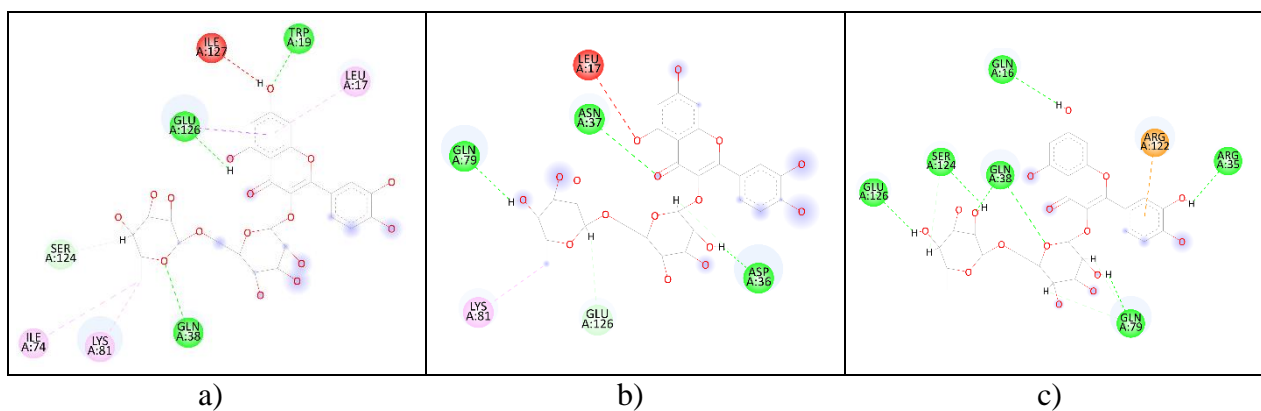 ILE
A:127
TRP
A:19
LEU
A:17
GLU
A:126
H
O
O
H
O
O
O
O
O
O
O
O
O
O
O
O
O
H
SER
A:124
ILE
A:74
LYS
A:81
GLN
A:38
a)
LEU
A:17
ASN
A:37
GLN
A:79
O
O
O
O
O
O
O
O
H
O
O
O
O
H
O
O
O
O
H
LYS
A:81
GLU
A:126
ASP
A:36
b)
GLN
A:16
H
O
SER
A:124
GLN
A:38
ARG
A:122
ARG
A:35
GLU
A:126
O
O
O
O
H
O
O
O
H
O
O
H
O
O
O
H
O
H
O
H
O
H
GLN
A:79
c)